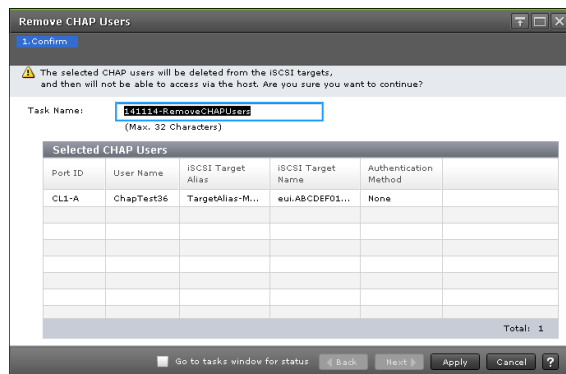 Remove CHAP Users
1.Confirm
The selected CHAP users will be deleted from the iSCSI targets,
and then will not be able to access via the host. Are you sure you want to continue?
Task Name:
141114-RemoveCHAPUsers
(Max. 32 Characters)
Selected CHAP Users
Port ID User Name iSCSI Target Alias iSCSI Target Name Authentication Method
CL1-A ChapTest36 TargetAlias-M... eui.ABCDEF01... None
Total: 1
Go to tasks window for status Back Next Apply Cancel ?